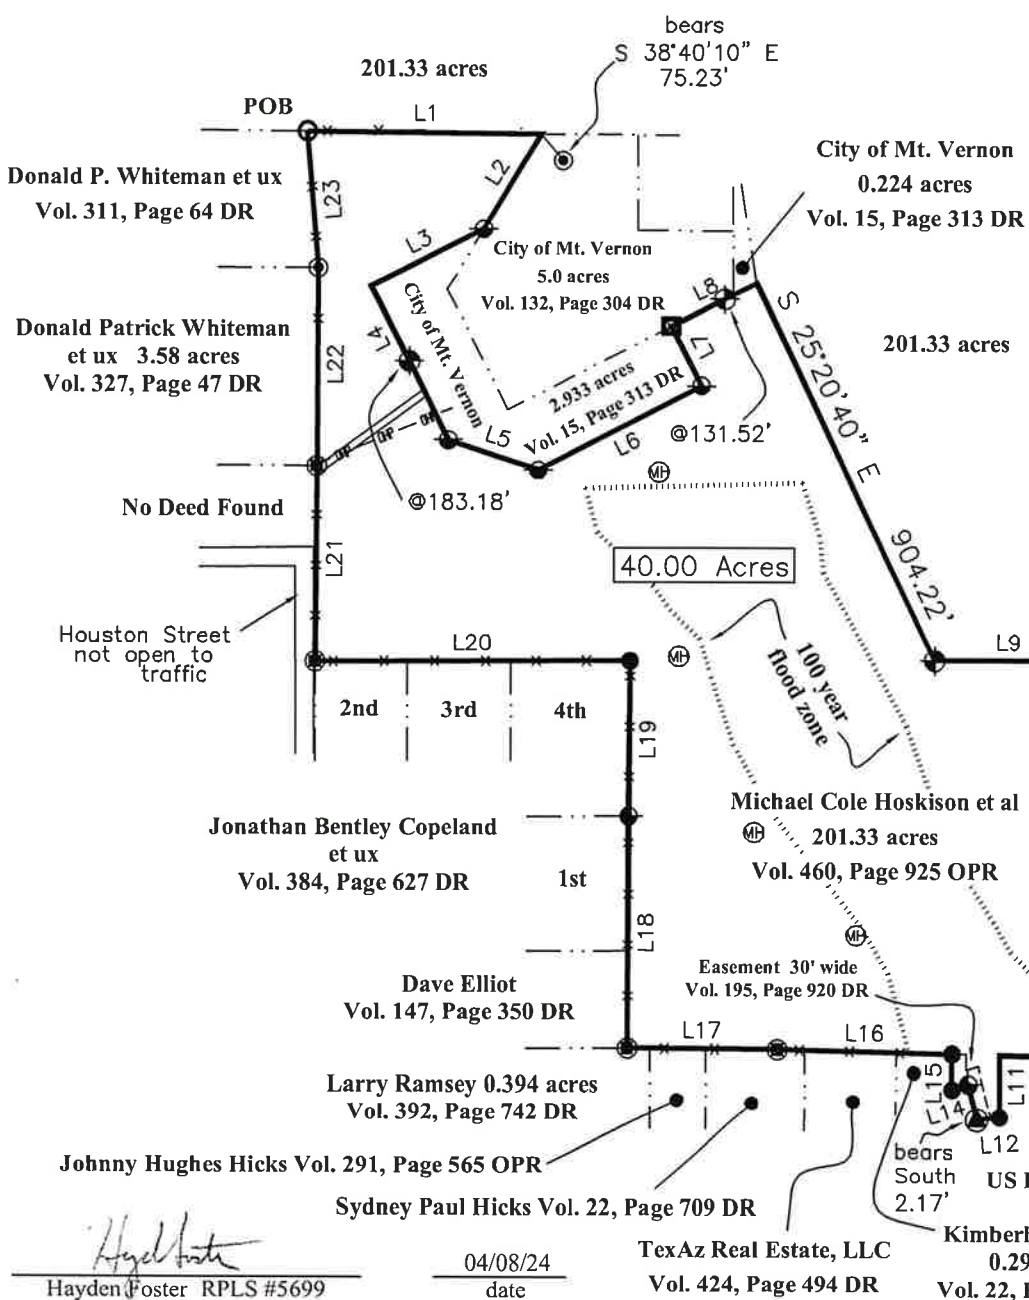 bears
S 38°40'10" E
75.23'
201.33 acres
POB
L1
City of Mt. Vernon
0.224 acres
Vol. 15, Page 313 DR
Donald P. Whiteman et ux
Vol. 311, Page 64 DR
L23
L2
L3
City of Mt. Vernon
5.0 acres
Vol. 132, Page 304 DR
L8
S 25°20'40" E
904.22'
Donald Patrick Whiteman
et ux 3.58 acres
Vol. 327, Page 47 DR
L22
L4
City of Mt. Vernon
L7
201.33 acres
2.933 acres
Vol. 15, Page 313 DR
OHP
OHP
OHP
L5
L6
@131.52'
MH
No Deed Found
@183.18'
L21
40.00 Acres
Houston Street
not open to
traffic
L20
MH
100 year
flood zone
L9
2nd
3rd
4th
L19
Jonathan Bentley Copeland
et ux
Vol. 384, Page 627 DR
1st
Michael Cole Hoskison et al
MH
201.33 acres
Vol. 460, Page 925 OPR
L18
MH
Easement 30' wide
Vol. 195, Page 920 DR
Dave Elliot
Vol. 147, Page 350 DR
L17
L16
L15
L11
L14
L12
Larry Ramsey 0.394 acres
Vol. 392, Page 742 DR
bears
South
2.17'
Johnny Hughes Hicks Vol. 291, Page 565 OPR
US
Sydney Paul Hicks Vol. 22, Page 709 DR
TexAz Real Estate, LLC
Vol. 424, Page 494 DR
0.29
Vol. 22,
Hayden Foster
Hayden Foster RPLS #5699
04/08/24
date